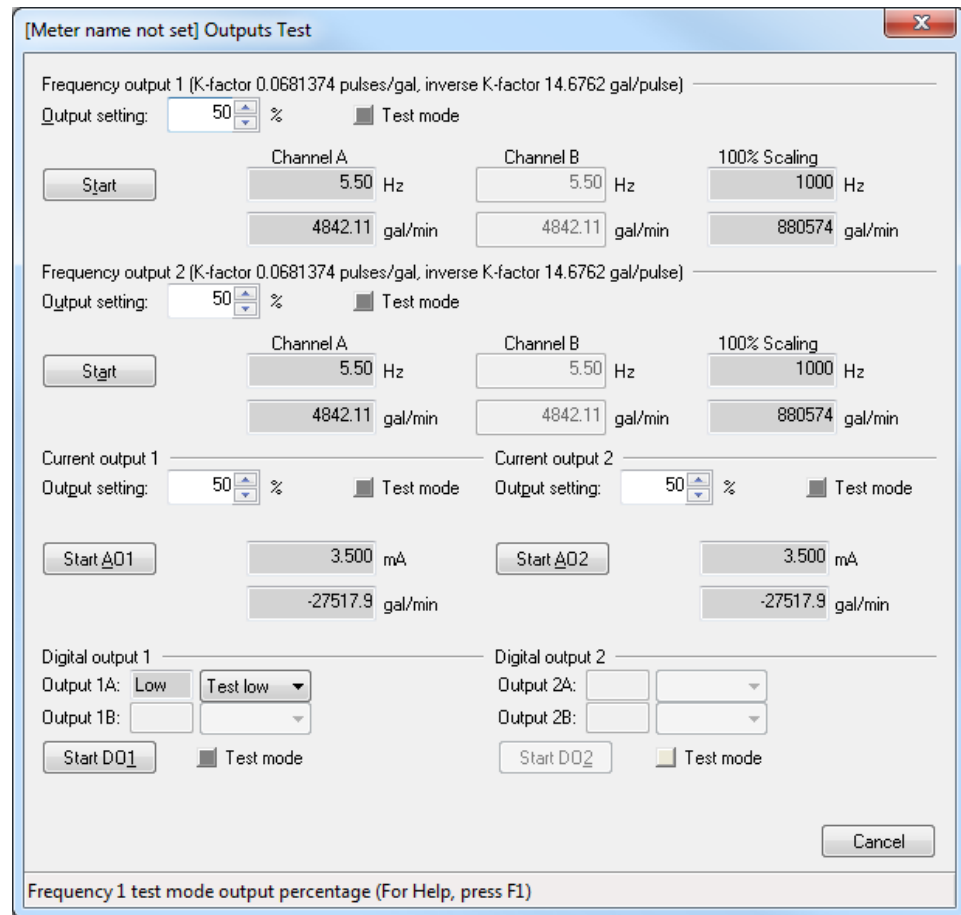 [Meter name not set] Outputs Test
Frequency output 1 (K-factor 0.0681374 pulses/gal, inverse K-factor 14.6762 gal/pulse)
Output setting: 50 % Test mode
Channel A Channel B 100% Scaling
Start 5.50 Hz 5.50 Hz 1000 Hz
4842.11 gal/min 4842.11 gal/min 880574 gal/min
Frequency output 2 (K-factor 0.0681374 pulses/gal, inverse K-factor 14.6762 gal/pulse)
Output setting: 50 % Test mode
Channel A Channel B 100% Scaling
Start 5.50 Hz 5.50 Hz 1000 Hz
4842.11 gal/min 4842.11 gal/min 880574 gal/min
Current output 1 Current output 2
Output setting: 50 % Test mode Output setting: 50 % Test mode
Start AO1 3.500 mA Start AO2 3.500 mA
-27517.9 gal/min -27517.9 gal/min
Digital output 1 Digital output 2
Output 1A: Low Test low Output 2A:
Output 1B: Output 2B:
Start DO1 Test mode Start DO2 Test mode
Cancel
Frequency 1 test mode output percentage (For Help, press F1)